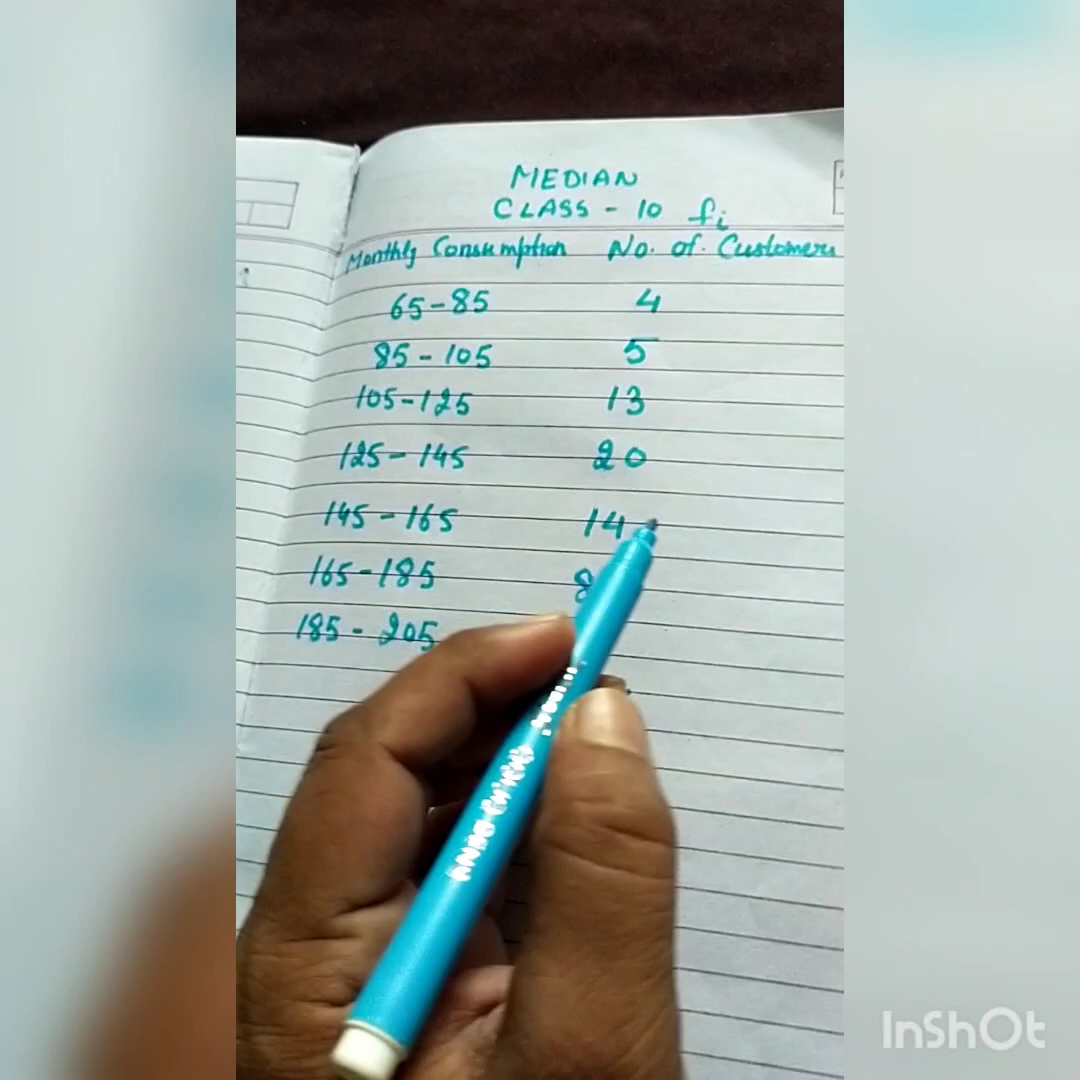 MEDIAN
CLASS - 10 fi
Monthly Consumption No. of. Customers
65-85 4
85-105 5
105-125 13
125-145 20
145-165 14
165-185 8
185-205
InShOt